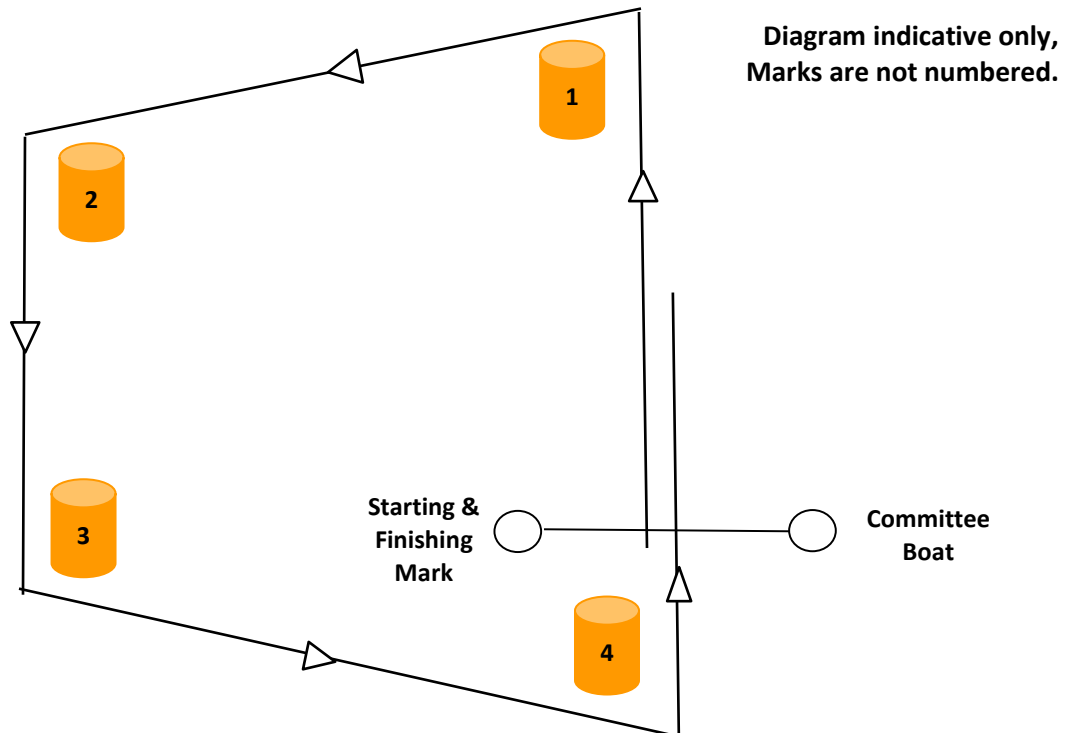 Diagram indicative only,
Marks are not numbered.
1
2
3
Starting &
Finishing
Mark
Committee
Boat
4